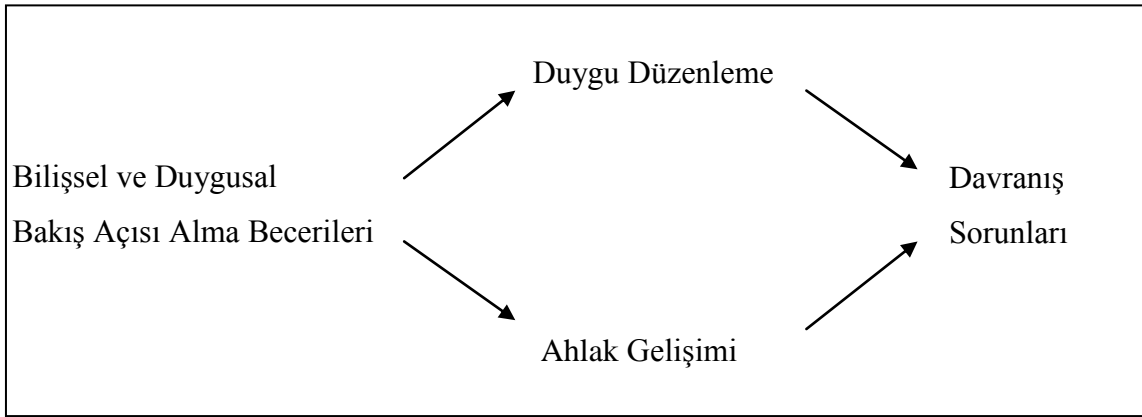 Duygu Düzenleme
Bilişsel ve Duygusal
Bakış Açısı Alma Becerileri
Davranış
Sorunları
Ahlak Gelişimi